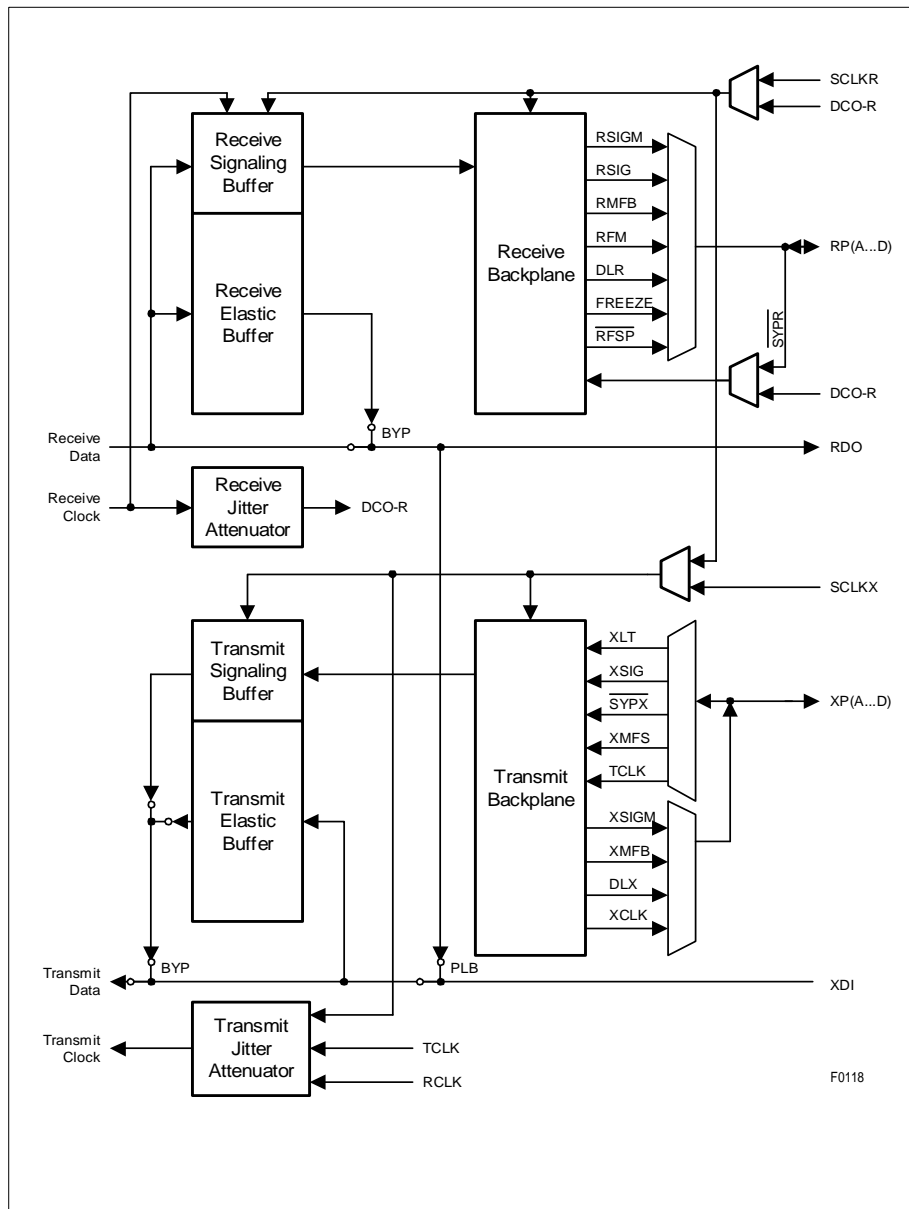 SCLKR
DCO-R
Receive
Signaling
Buffer
RSIGM
RSIG
RMFB
RFM
DLR
FREEZE
RFSP
Receive
Backplane
RP(A...D)
Receive
Elastic
Buffer
SYPR
DCO-R
BYP
Receive
Data
RDO
Receive
Clock
Receive
Jitter
Attenuator
DCO-R
SCLKX
Transmit
Signaling
Buffer
XLT
XSIG
SYPX
XMFS
TCLK
XP(A...D)
Transmit
Elastic
Buffer
Transmit
Backplane
XSIGM
XMFB
DLX
XCLK
Transmit
Data
BYP
PLB
XDI
Transmit
Clock
Transmit
Jitter
Attenuator
TCLK
RCLK
F0118